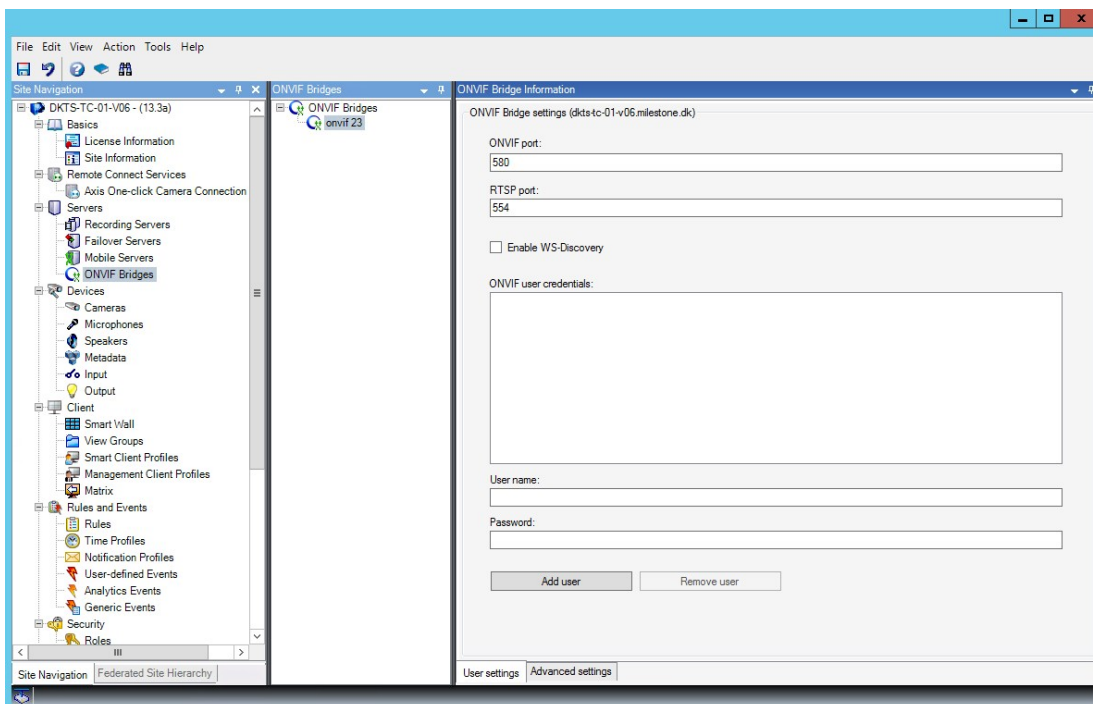 File Edit View Action Tools Help
Site Navigation
DKTS-TC-01-V06 - (13.3a)
Basics
License Information
Site Information
Remote Connect Services
Axis One-click Camera Connection
Servers
Recording Servers
Failover Servers
Mobile Servers
ONVIF Bridges
Devices
Cameras
Microphones
Speakers
Metadata
Input
Output
Client
Smart Wall
View Groups
Smart Client Profiles
Management Client Profiles
Matrix
Rules and Events
Rules
Time Profiles
Notification Profiles
User-defined Events
Analytics Events
Generic Events
Security
Roles
Site Navigation
Federated Site Hierarchy
ONVIF Bridges
ONVIF Bridges
onvif 23
ONVIF Bridge Information
ONVIF Bridge settings (dkts-tc-01-v06.milestone.dk)
ONVIF port:
580
RTSP port:
554
Enable WS-Discovery
ONVIF user credentials:
User name:
Password:
Add user
Remove user
User settings
Advanced settings